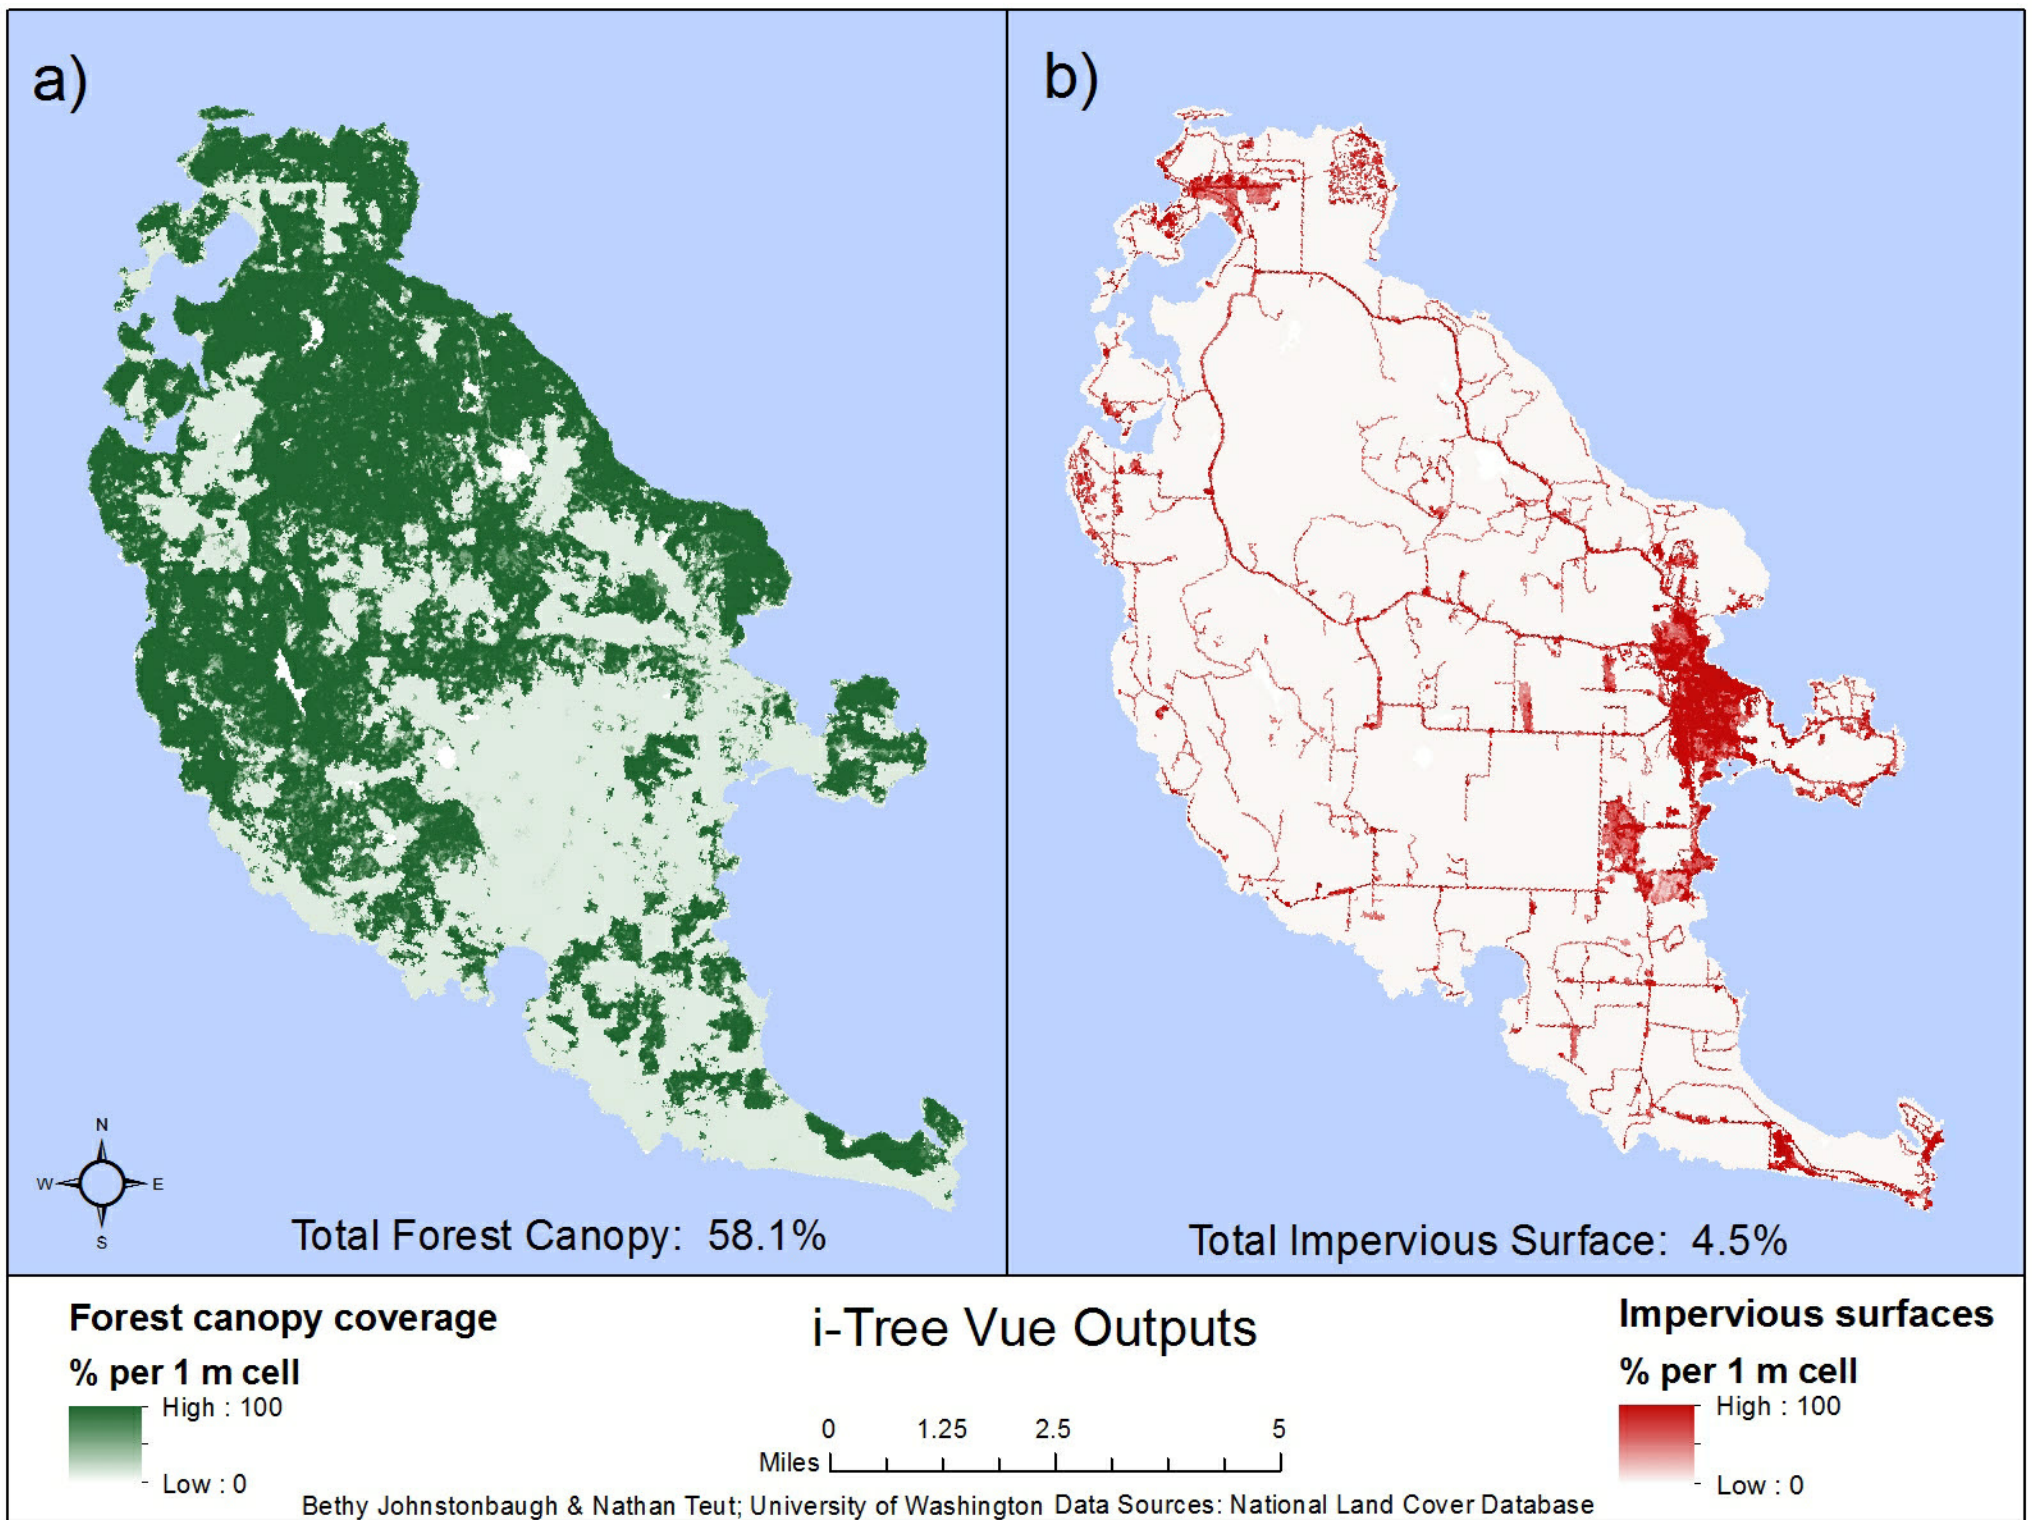 a)
b)
N
W E
S
Total Forest Canopy: 58.1%
Total Impervious Surface: 4.5%
Forest canopy coverage
% per 1 m cell
High : 100
Low : 0
i-Tree Vue Outputs
0 1.25 2.5 5
Miles
Impervious surfaces
% per 1 m cell
High : 100
Low : 0
Bethy Johnstonbaugh & Nathan Teut; University of Washington Data Sources: National Land Cover Database